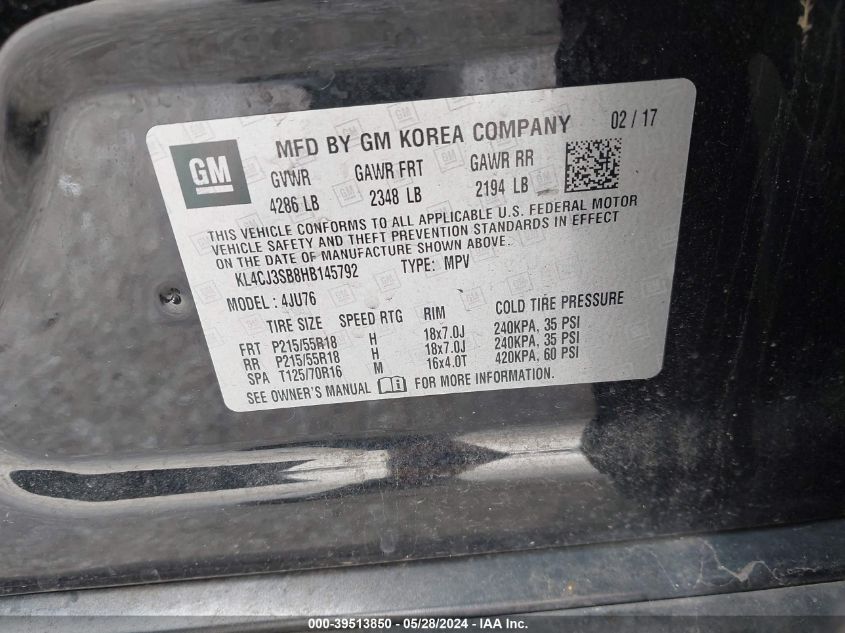 MFD BY GM KOREA COMPANY 02 / 17
GM
GVWR GAWR FRT GAWR RR
4286 LB 2348 LB 2194 LB
THIS VEHICLE CONFORMS TO ALL APPLICABLE U.S. FEDERAL MOTOR
VEHICLE SAFETY AND THEFT PREVENTION STANDARDS IN EFFECT
ON THE DATE OF MANUFACTURE SHOWN ABOVE.
KL4CJ3SB8HB145792 TYPE: MPV
MODEL: 4JU76
TIRE SIZE SPEED RTG RIM COLD TIRE PRESSURE
FRT P215/55R18 H 18x7.0J 240KPA, 35 PSI
RR P215/55R18 H 18x7.0J 240KPA, 35 PSI
SPA T125/70R16 M 16x4.0T 420KPA, 60 PSI
SEE OWNER'S MANUAL FOR MORE INFORMATION.
000-39513850 - 05/28/2024 - IAA Inc.